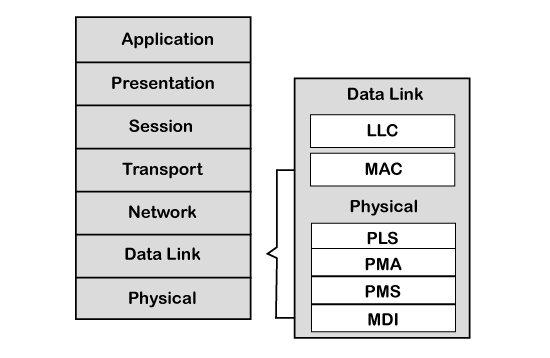 Application
Presentation
Session
Transport
Network
Data Link
Physical
Data Link
LLC
MAC
Physical
PLS
PMA
PMS
MDI